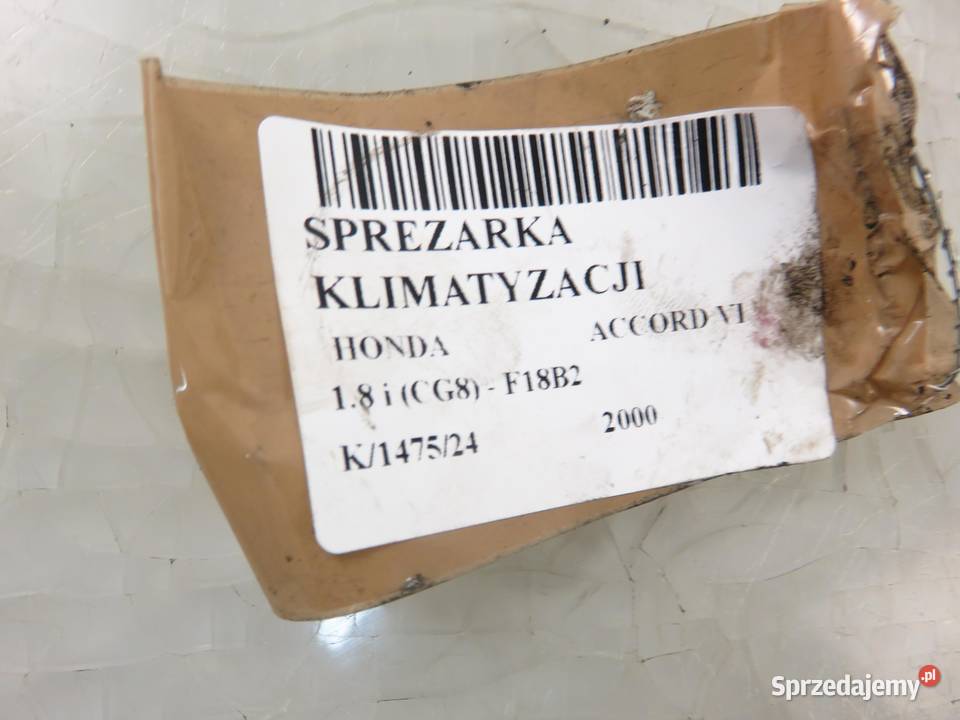 SPREZARKA
KLIMATYZACJI
HONDA ACCORD VI
1.8 i (CG8) - F18B2
K/1475/24 2000
Sprzedajemy.pl